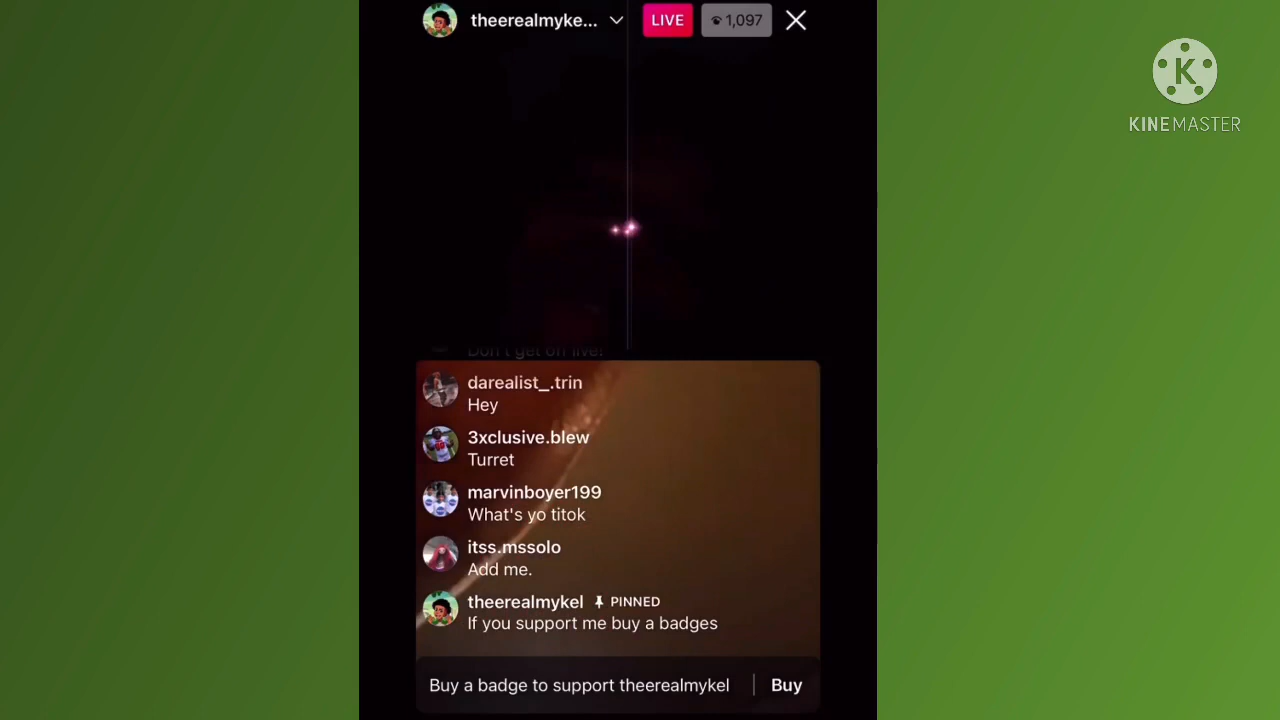 theerealmyke...
LIVE
1,097
KINEMASTER
Don't get on live!
darealist_.trin
Hey
3xclusive.blew
Turret
marvinboyer199
What's yo titok
itss.mssolo
Add me.
theerealmykel PINNED
If you support me buy a badges
Buy a badge to support theerealmykel
Buy